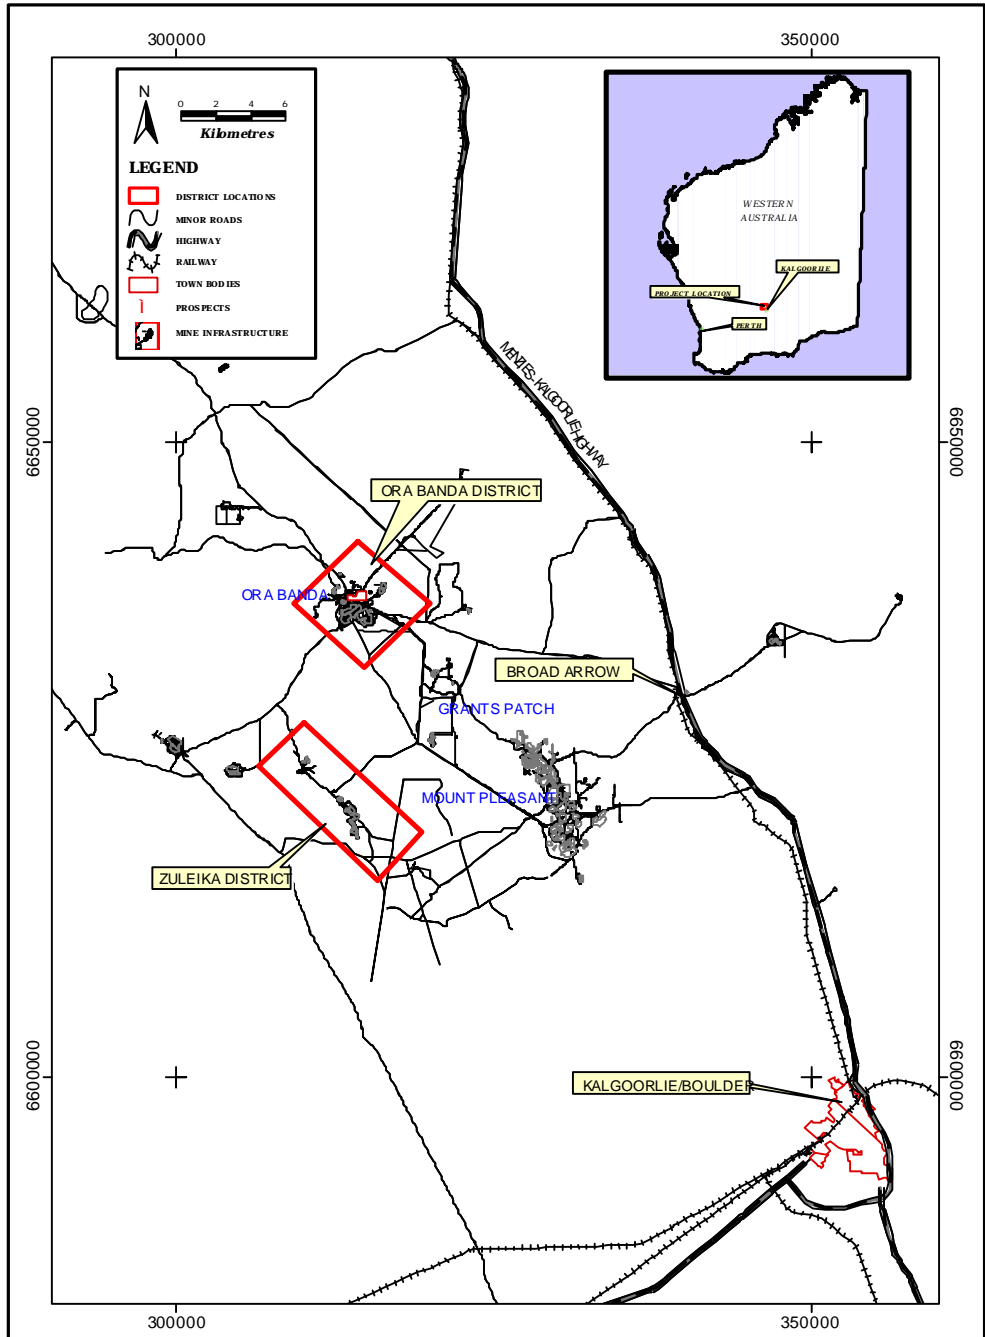 300000
350000
N
0 2 4 6
Kilometres
LEGEND
DISTRICT LOCATIONS
MINOR ROADS
HIGHWAY
RAILWAY
TOWN BODIES
PROSPECTS
MINE INFRASTRUCTURE
WESTERN
AUSTRALIA
KALGOORLIE
PROJECT LOCATION
PERTH
MENZIES-KALGOORLIE HIGHWAY
6650000
6650000
ORA BANDA DISTRICT
ORA BANDA
BROAD ARROW
GRANTS PATCH
MOUNT PLEASANT
ZULEIKA DISTRICT
6600000
6600000
KALGOORLIE/BOULDER
300000
350000